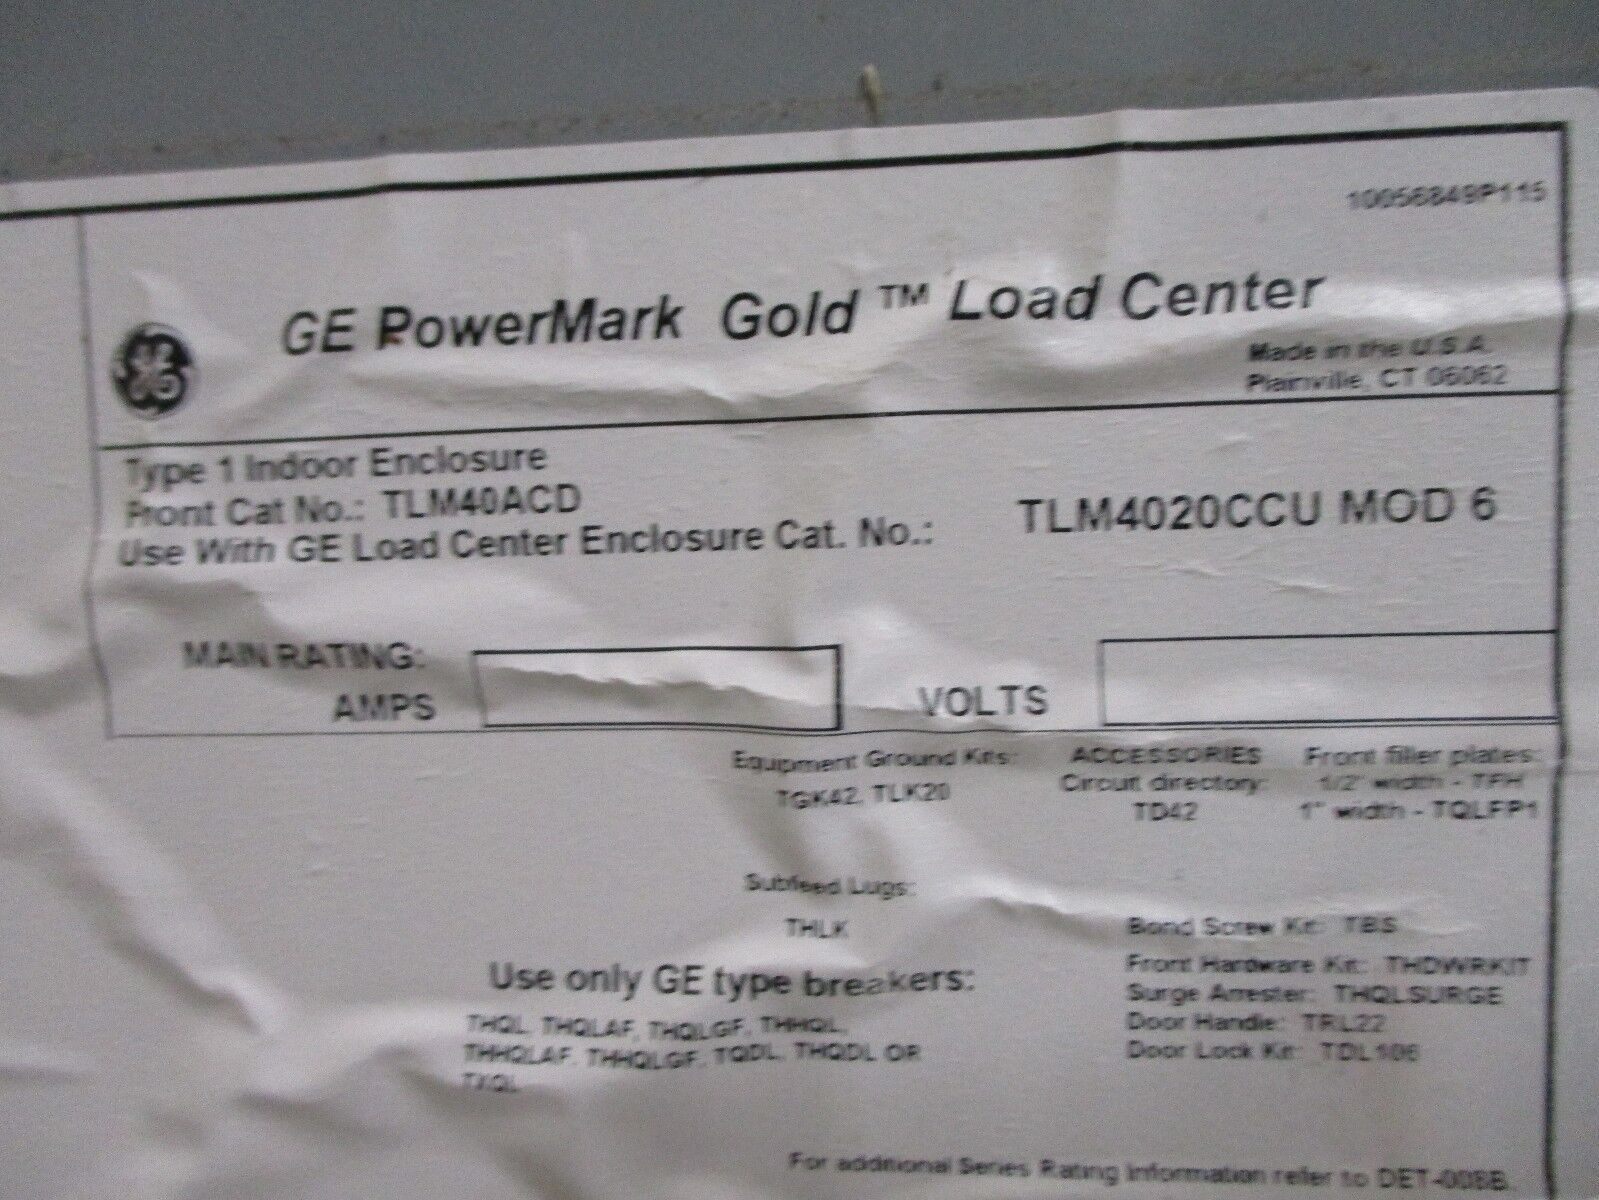 10056849P115
GE PowerMark Gold ™ Load Center
Made in the U.S.A.
Plainville, CT 06062
GE
Type 1 Indoor Enclosure
Front Cat No.: TLM40ACD
Use With GE Load Center Enclosure Cat. No.: TLM4020CCU MOD 6
MAIN RATING:
AMPS
VOLTS
Equipment Ground Kits:
TGK42, TLK20
ACCESSORIES
Circuit directory:
TD42
Front filler plates:
1/2" width - TFH
1" width - TQLFP1
Subfeed Lugs:
THLK
Bond Screw Kit: TBS
Front Hardware Kit: THDWRKIT
Surge Arrester: THQLSURGE
Door Handle: TRL22
Door Lock Kit: TDL106
Use only GE type breakers:
THQL, THQLAF, THQLGF, THHQL,
THHQLAF, THHQLGF, TQDL, THQDL OR
TXQL
For additional Series Rating Information refer to DET-008B.